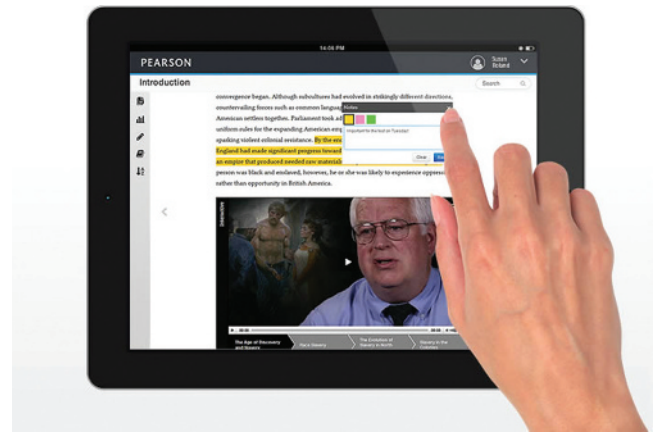 14:04 PM
PEARSON
Susan
Boland
Introduction
Search
convergence began. Although subcultures had evolved in strikingly different directions,
countervailing forces such as common languag
American settlers together. Parliament took ad
uniform rules for the expanding American emp
sparking violent colonial resistance. By the en
England had made significant progress toward
an empire that produced needed raw materials
person was black and enslaved, however, he or she was likely to experience oppress
rather than opportunity in British America.
Notes
Important for the test on Tuesday!
Clear
The Age of Discovery
and Slavery
Slavery
The Evolution of
Slavery in North
Slavery in the
Colonies